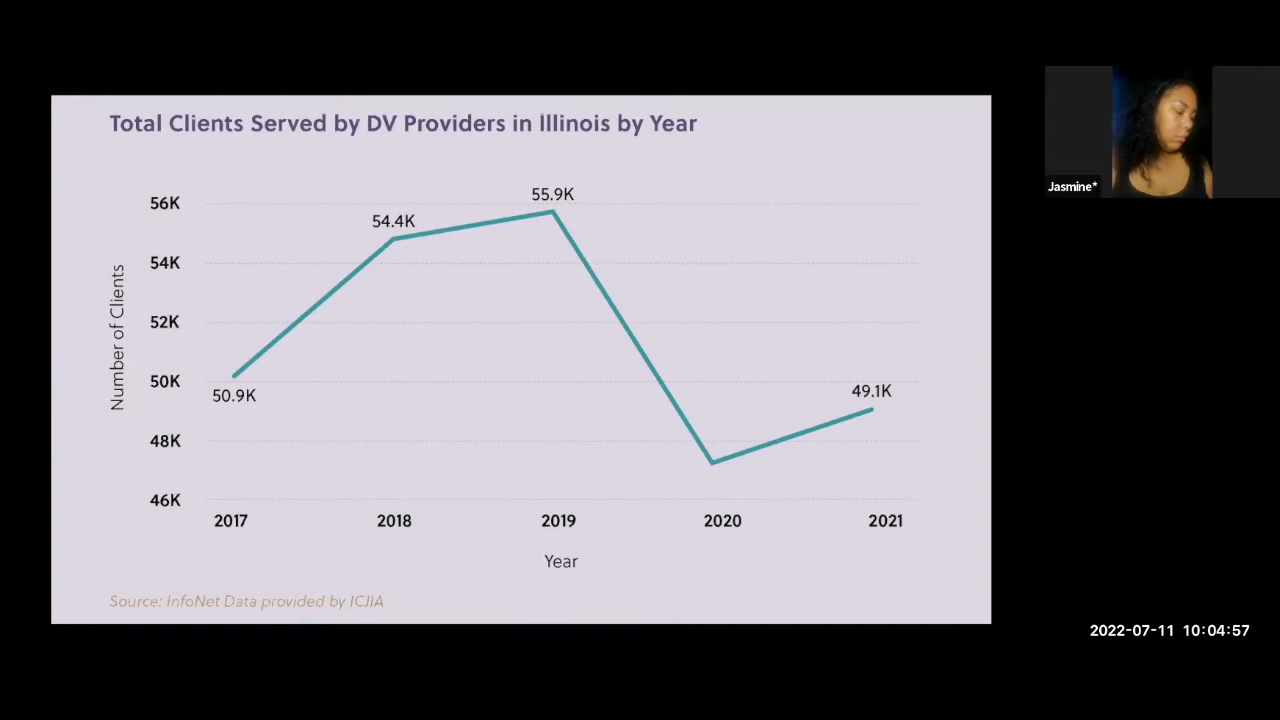 Total Clients Served by DV Providers in Illinois by Year
Jasmine*
55.9K
56K
54.4K
54K
52K
Number of Clients
50K
50.9K
49.1K
48K
46K
2017 2018 2019 2020 2021
Year
Source: InfoNet Data provided by ICJIA
2022-07-11 10:04:57